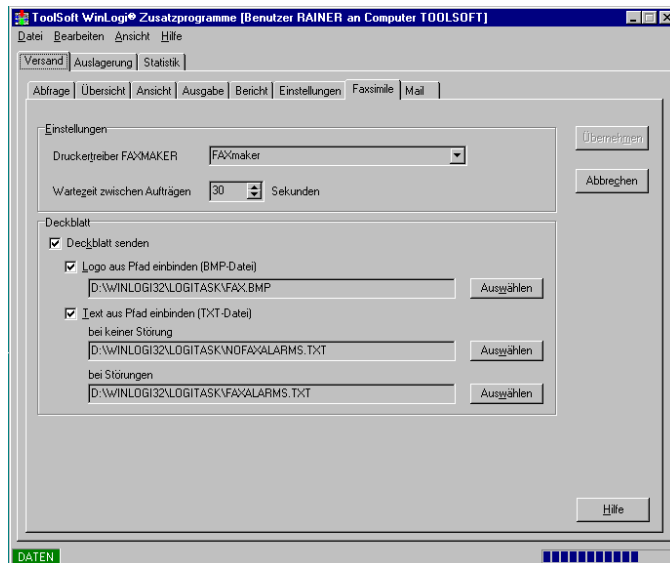 ToolSoft WinLogi® Zusatzprogramme [Benutzer RAINER an Computer TOOLSOFT]
Datei Bearbeiten Ansicht Hilfe
Versand Auslagerung Statistik
Abfrage Übersicht Ansicht Ausgabe Bericht Einstellungen Faxsimile Mail
Einstellungen
Druckertreiber FAXMAKER FAXmaker
Wartezeit zwischen Aufträgen 30 Sekunden
Übernehmen
Abbrechen
Deckblatt
Deckblatt senden
Logo aus Pfad einbinden (BMP-Datei)
D:\WINLOGI32\LOGITASK\FAX.BMP Auswählen
Text aus Pfad einbinden (TXT-Datei)
bei keiner Störung
D:\WINLOGI32\LOGITASK\NOFAXALARMS.TXT Auswählen
bei Störungen
D:\WINLOGI32\LOGITASK\FAXALARMS.TXT Auswählen
Hilfe
DATEN